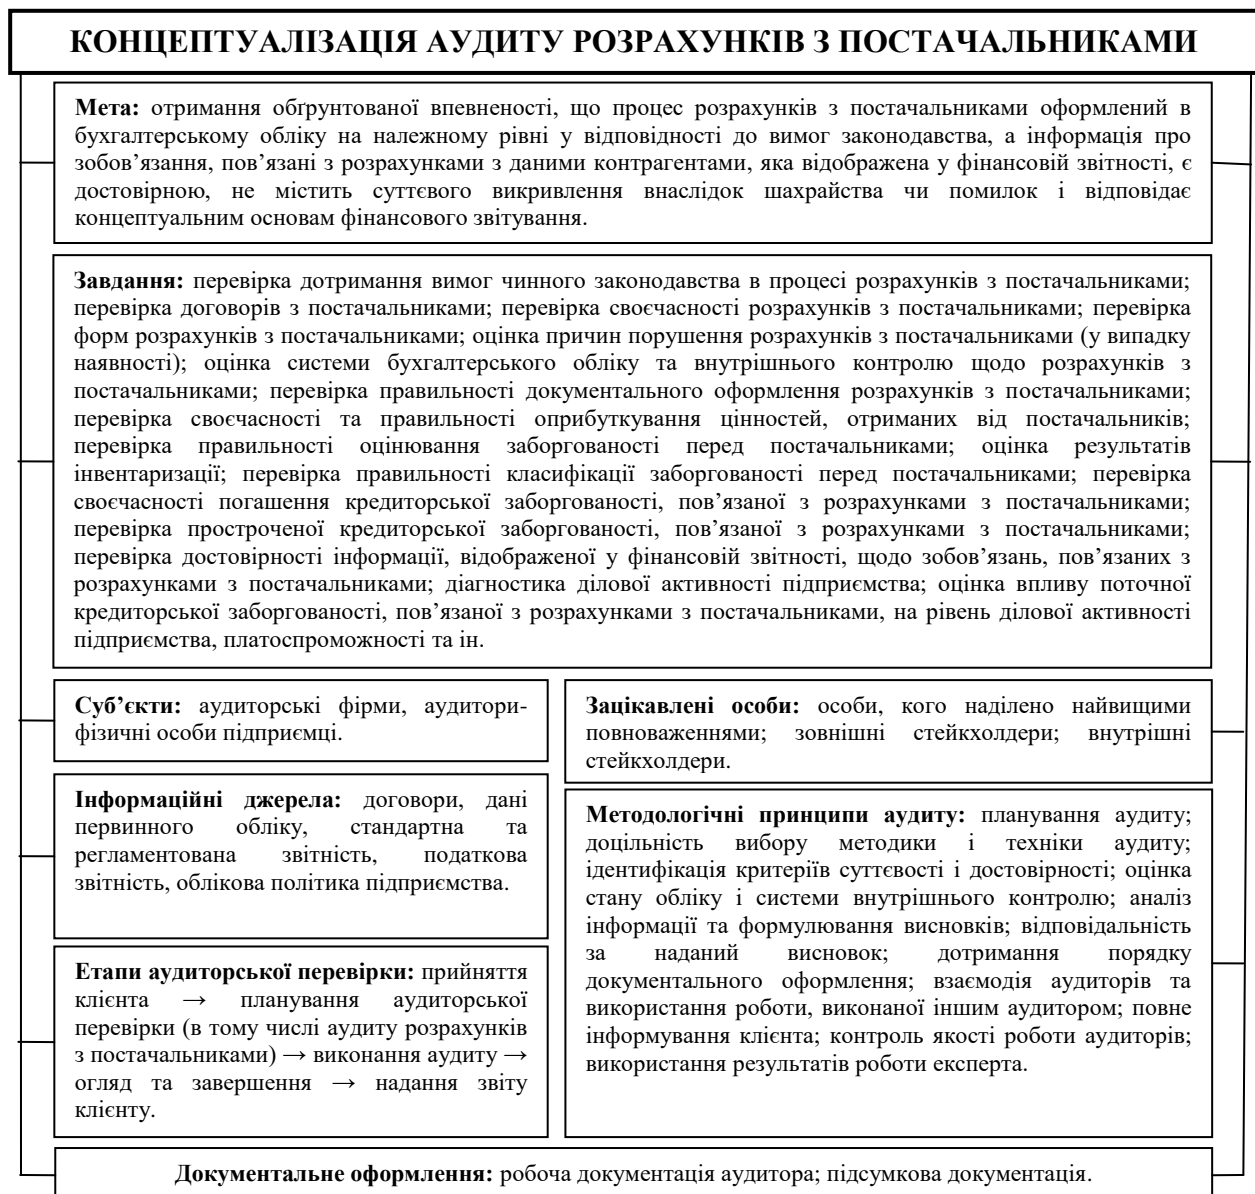 КОНЦЕПТУАЛІЗАЦІЯ АУДИТУ РОЗРАХУНКІВ З ПОСТАЧАЛЬНИКАМИ
Мета: отримання обґрунтованої впевненості, що процес розрахунків з постачальниками оформлений в
бухгалтерському обліку на належному рівні у відповідності до вимог законодавства, а інформація про
зобов’язання, пов’язані з розрахунками з даними контрагентами, яка відображена у фінансовій звітності, є
достовірною, не містить суттєвого викривлення внаслідок шахрайства чи помилок і відповідає
концептуальним основам фінансового звітування.
Завдання: перевірка дотримання вимог чинного законодавства в процесі розрахунків з постачальниками;
перевірка договорів з постачальниками; перевірка своєчасності розрахунків з постачальниками; перевірка
форм розрахунків з постачальниками; оцінка причин порушення розрахунків з постачальниками (у випадку
наявності); оцінка системи бухгалтерського обліку та внутрішнього контролю щодо розрахунків з
постачальниками; перевірка правильності документального оформлення розрахунків з постачальниками;
перевірка своєчасності та правильності оприбуткування цінностей, отриманих від постачальників;
перевірка правильності оцінювання заборгованості перед постачальниками; оцінка результатів
інвентаризації; перевірка правильності класифікації заборгованості перед постачальниками; перевірка
своєчасності погашення кредиторської заборгованості, пов’язаної з розрахунками з постачальниками;
перевірка простроченої кредиторської заборгованості, пов’язаної з розрахунками з постачальниками;
перевірка достовірності інформації, відображеної у фінансовій звітності, щодо зобов’язань, пов’язаних з
розрахунками з постачальниками; діагностика ділової активності підприємства; оцінка впливу поточної
кредиторської заборгованості, пов’язаної з розрахунками з постачальниками, на рівень ділової активності
підприємства, платоспроможності та ін.
Суб’єкти: аудиторські фірми, аудитори-
фізичні особи підприємці.
Зацікавлені особи: особи, кого наділено найвищими
повноваженнями; зовнішні стейкхолдери; внутрішні
стейкхолдери.
Інформаційні джерела: договори, дані
первинного обліку, стандартна та
регламентована звітність, податкова
звітність, облікова політика підприємства.
Методологічні принципи аудиту: планування аудиту;
доцільність вибору методики і техніки аудиту;
ідентифікація критеріїв суттєвості і достовірності; оцінка
стану обліку і системи внутрішнього контролю; аналіз
інформації та формулювання висновків; відповідальність
за наданий висновок; дотримання порядку
документального оформлення; взаємодія аудиторів та
використання роботи, виконаної іншим аудитором; повне
інформування клієнта; контроль якості роботи аудиторів;
використання результатів роботи експерта.
Етапи аудиторської перевірки: прийняття
клієнта → планування аудиторської
перевірки (в тому числі аудиту розрахунків
з постачальниками) → виконання аудиту →
огляд та завершення → надання звіту
клієнту.
Документальне оформлення: робоча документація аудитора; підсумкова документація.